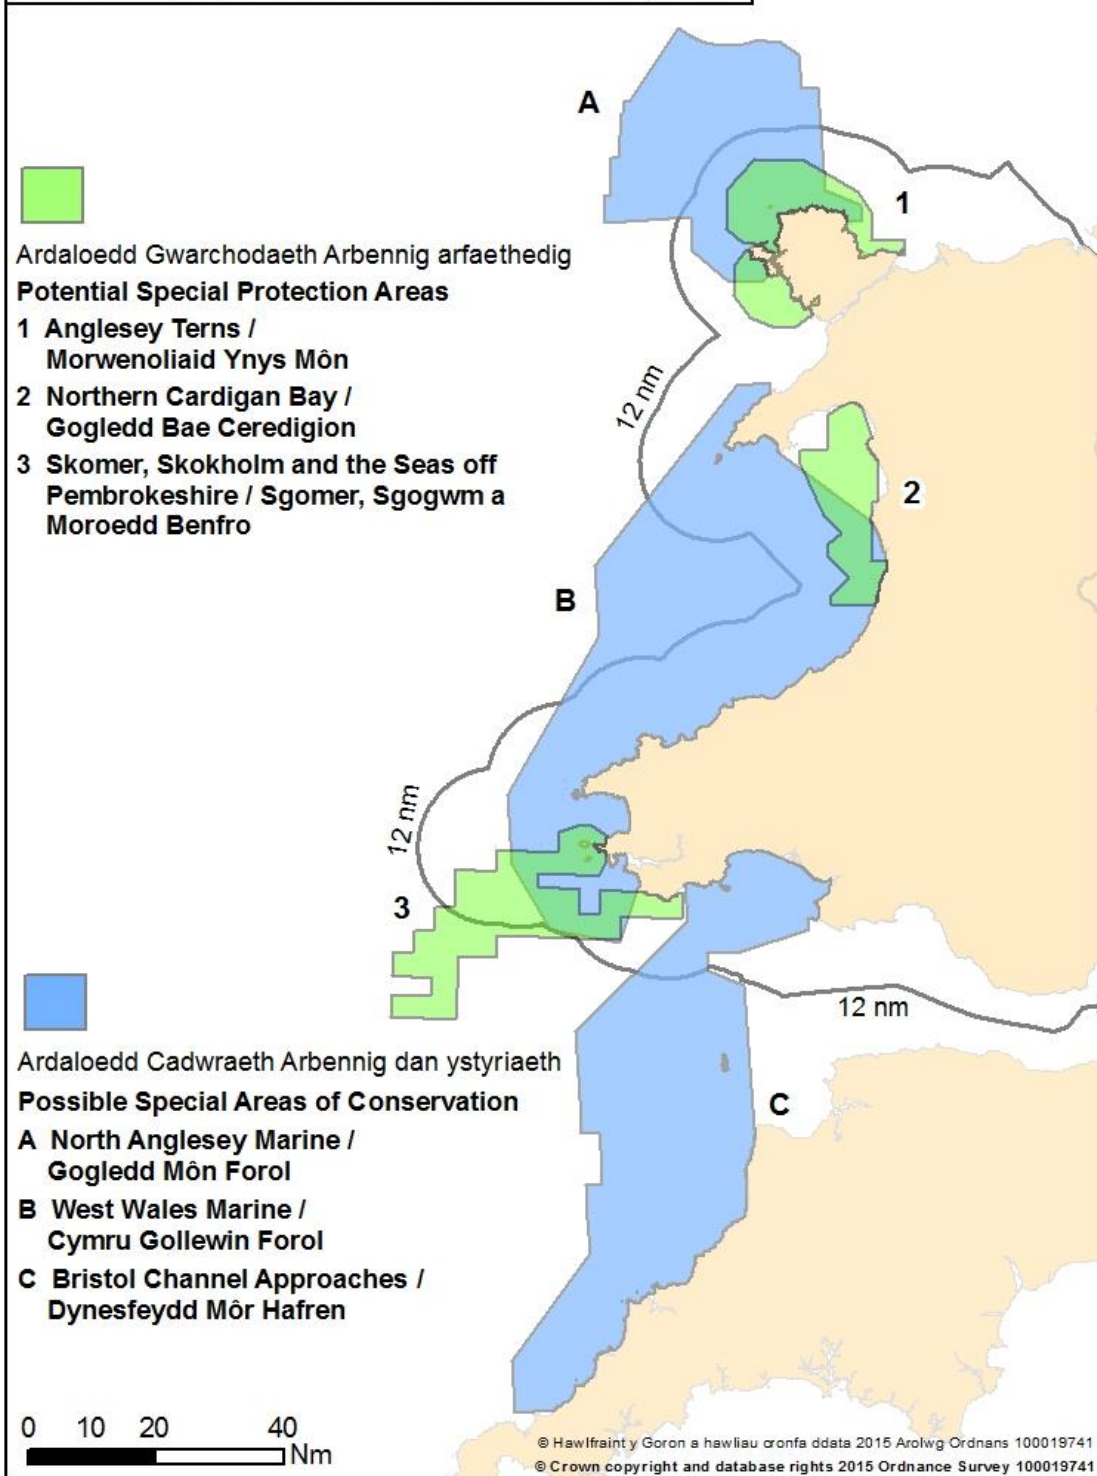 Ardaloedd Gwarchodaeth Arbennig arfaethedig
Potential Special Protection Areas
1 Anglesey Terns /
Morwenoliaid Ynys Môn
2 Northern Cardigan Bay /
Gogledd Bae Ceredigion
3 Skomer, Skokholm and the Seas off
Pembrokeshire / Sgomer, Sgogwm a
Moroedd Benfro
Ardaloedd Cadwraeth Arbennig dan ystyriaeth
Possible Special Areas of Conservation
A North Anglesey Marine /
Gogledd Môn Forol
B West Wales Marine /
Cymru Gollewin Forol
C Bristol Channel Approaches /
Dynesfeydd Môr Hafren
0 10 20 40
Nm
A
1
12 nm
2
B
12 nm
3
12 nm
C
© Hawlfraint y Goron a hawliau cronfa ddata 2015 Arolwg Ordnans 100019741
© Crown copyright and database rights 2015 Ordnance Survey 100019741